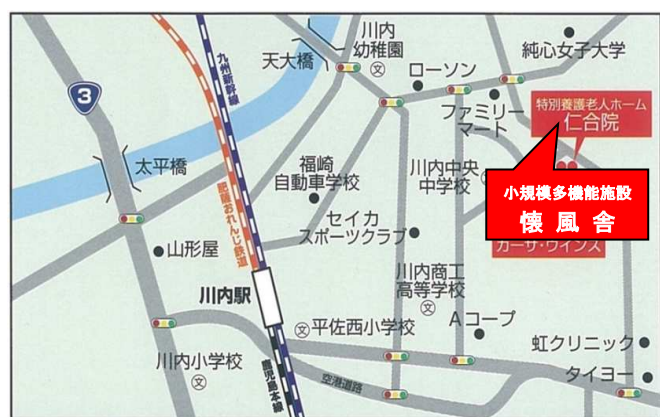 川内
幼稚園
文
純心女子大学
天大橋
ローソン
九州新幹線
3
ファミリー
マート
特別養護老人ホーム
仁合院
太平橋
福崎
自動車学校
川内中央
中学校
文
小規模多機能施設
懐風舎
肥薩おれんじ鉄道
セイカ
スポーツクラブ
カーサ・ウインズ
山形屋
川内商工
高等学校
文
川内駅
文平佐西小学校
Aコープ
虹クリニック
川内小学校
文
鹿児島本線
空港道路
タイヨー